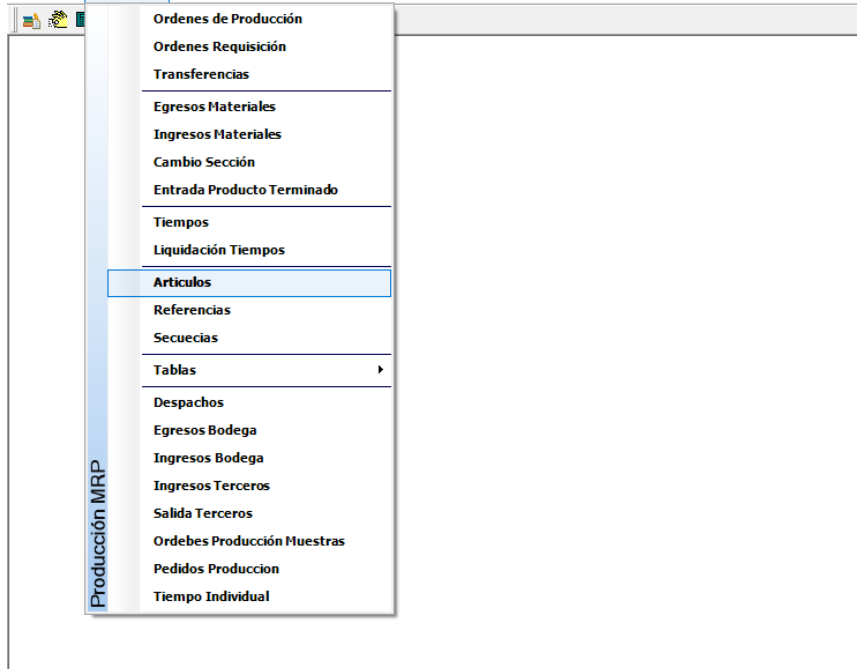 Ordenes de Producción
Ordenes Requisición
Transferencias
Egresos Materiales
Ingresos Materiales
Cambio Sección
Entrada Producto Terminado
Tiempos
Liquidación Tiempos
Articulos
Referencias
Secuecias
Tablas
Despachos
Egresos Bodega
Ingresos Bodega
Ingresos Terceros
Salida Terceros
Ordebes Producción Muestras
Pedidos Produccion
Tiempo Individual
Producción MRP